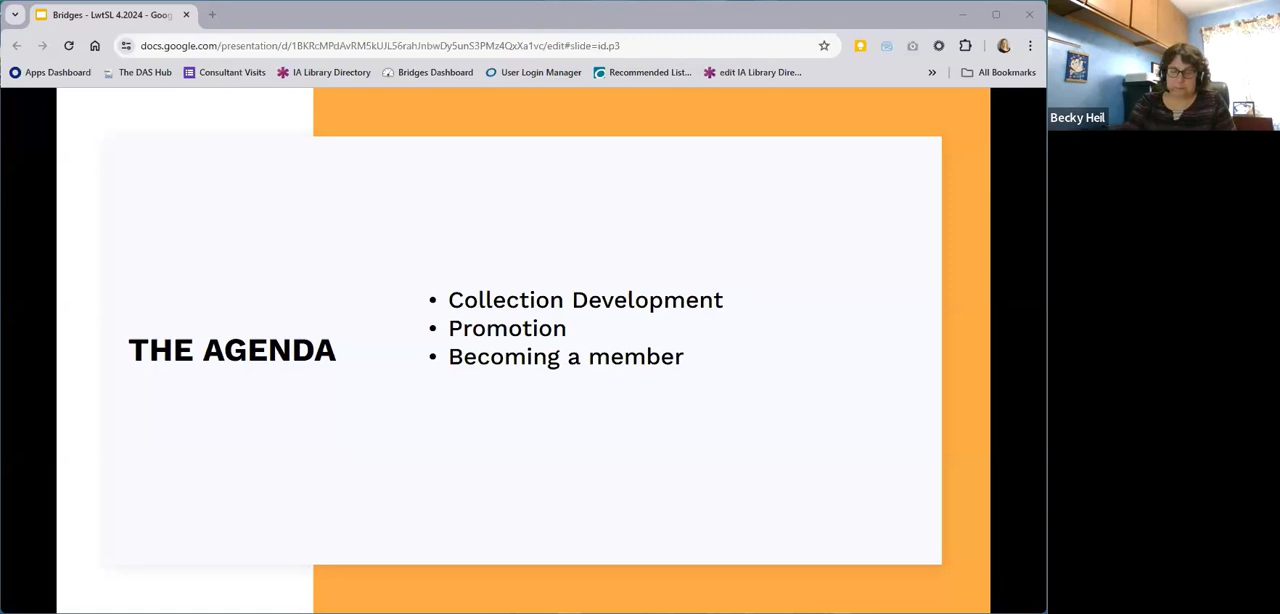 Bridges - LwtSL 4.2024 - Goog
docs.google.com/presentation/d/1BKRcMPdAvRM5kUJL56rahJnbwDy5unS3PMz4QxXa1vc/edit#slide=id.p3
Apps Dashboard
The DAS Hub
Consultant Visits
IA Library Directory
Bridges Dashboard
User Login Manager
Recommended List...
edit IA Library Dire...
»
All Bookmarks
Becky Heil
THE AGENDA
• Collection Development
• Promotion
• Becoming a member